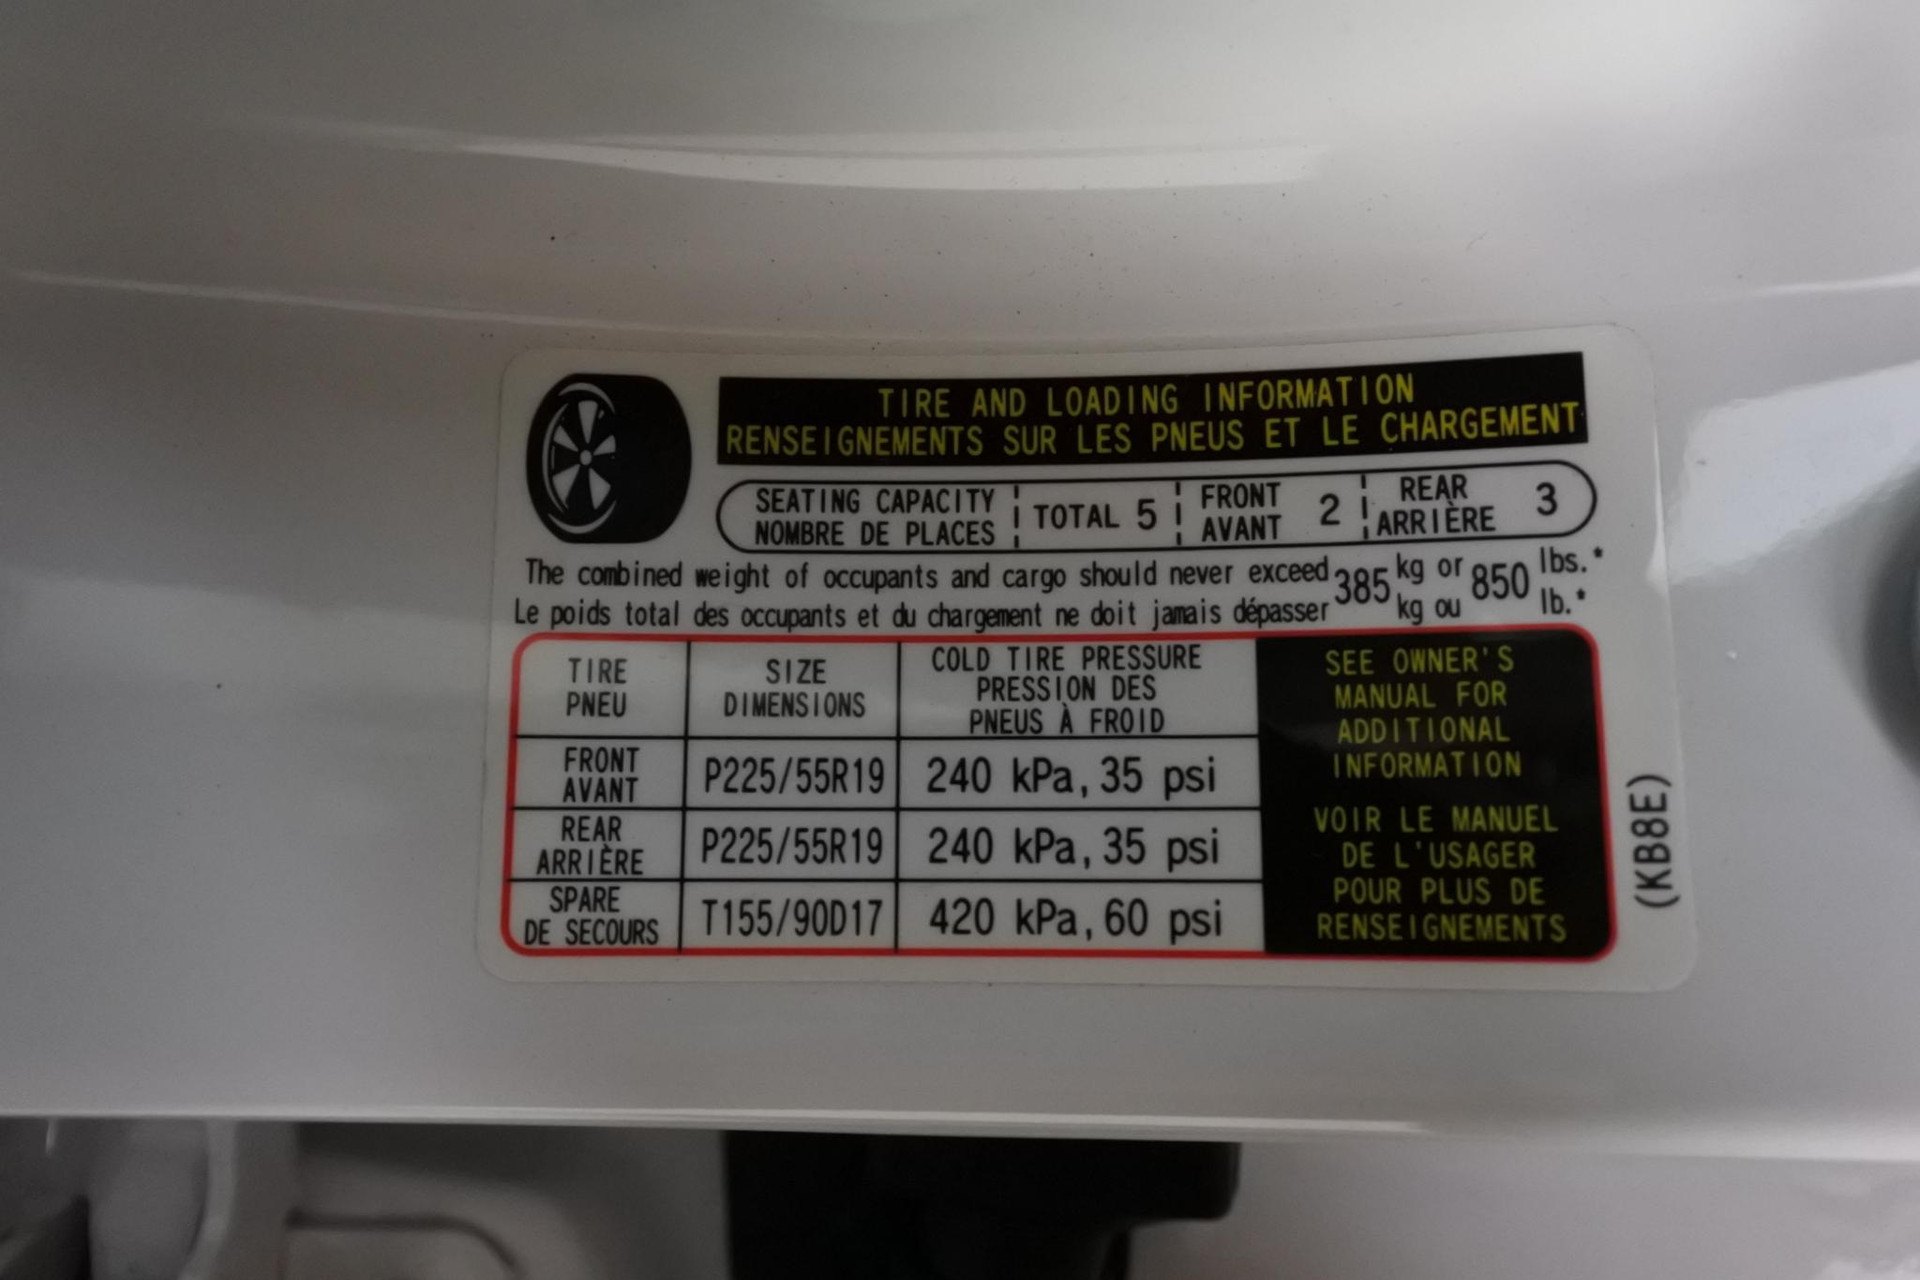 TIRE AND LOADING INFORMATION
RENSEIGNEMENTS SUR LES PNEUS ET LE CHARGEMENT
SEATING CAPACITY
NOMBRE DE PLACES
TOTAL 5
FRONT
AVANT
2
REAR
ARRIÈRE
3
The combined weight of occupants and cargo should never exceed 385 kg or 850 lbs.*
Le poids total des occupants et du chargement ne doit jamais dépasser kg ou lb.*
TIRE
PNEU
SIZE
DIMENSIONS
COLD TIRE PRESSURE
PRESSION DES
PNEUS À FROID
FRONT
AVANT
P225/55R19
240 kPa, 35 psi
REAR
ARRIÈRE
P225/55R19
240 kPa, 35 psi
SPARE
DE SECOURS
T155/90D17
420 kPa, 60 psi
SEE OWNER'S
MANUAL FOR
ADDITIONAL
INFORMATION
VOIR LE MANUEL
DE L'USAGER
POUR PLUS DE
RENSEIGNEMENTS
(KB8E)